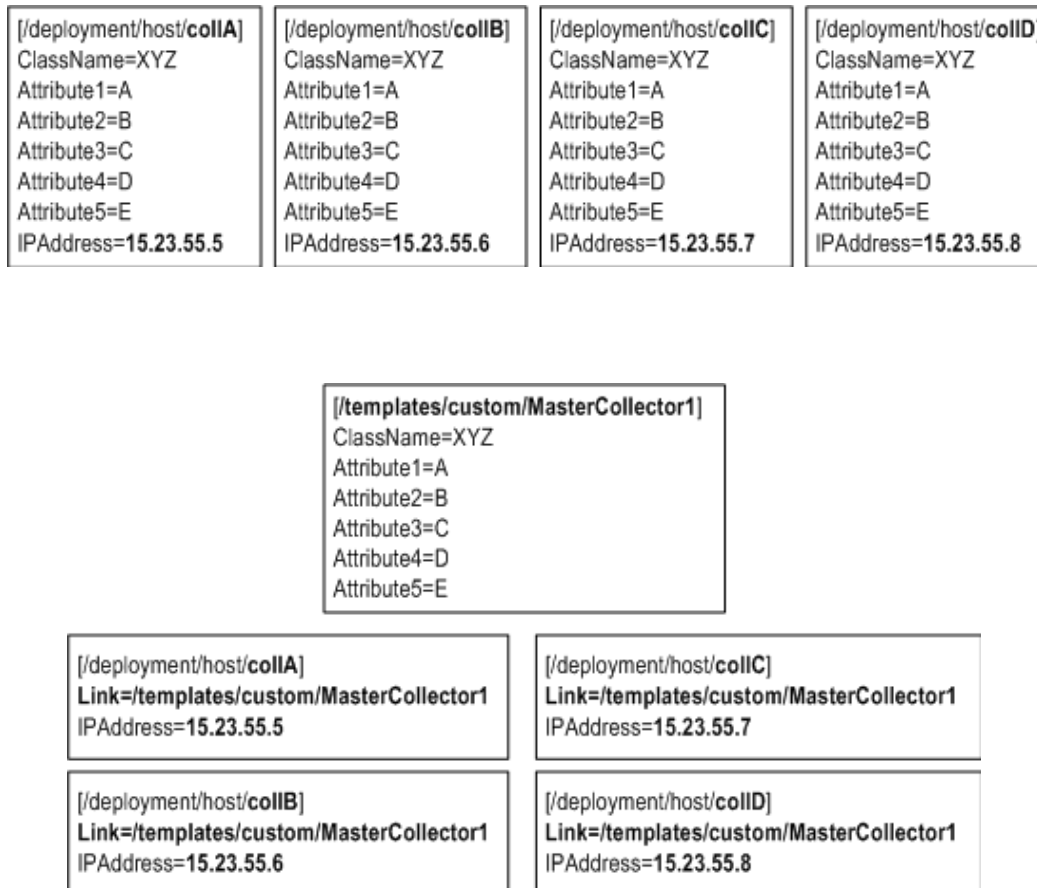 [/deployment/host/collA]
ClassName=XYZ
Attribute1=A
Attribute2=B
Attribute3=C
Attribute4=D
Attribute5=E
IPAddress=15.23.55.5
[/deployment/host/collB]
ClassName=XYZ
Attribute1=A
Attribute2=B
Attribute3=C
Attribute4=D
Attribute5=E
IPAddress=15.23.55.6
[/deployment/host/collC]
ClassName=XYZ
Attribute1=A
Attribute2=B
Attribute3=C
Attribute4=D
Attribute5=E
IPAddress=15.23.55.7
[/deployment/host/collD]
ClassName=XYZ
Attribute1=A
Attribute2=B
Attribute3=C
Attribute4=D
Attribute5=E
IPAddress=15.23.55.8
[/templates/custom/MasterCollector1]
ClassName=XYZ
Attribute1=A
Attribute2=B
Attribute3=C
Attribute4=D
Attribute5=E
[/deployment/host/collA]
Link=/templates/custom/MasterCollector1
IPAddress=15.23.55.5
[/deployment/host/collC]
Link=/templates/custom/MasterCollector1
IPAddress=15.23.55.7
[/deployment/host/collB]
Link=/templates/custom/MasterCollector1
IPAddress=15.23.55.6
[/deployment/host/collD]
Link=/templates/custom/MasterCollector1
IPAddress=15.23.55.8